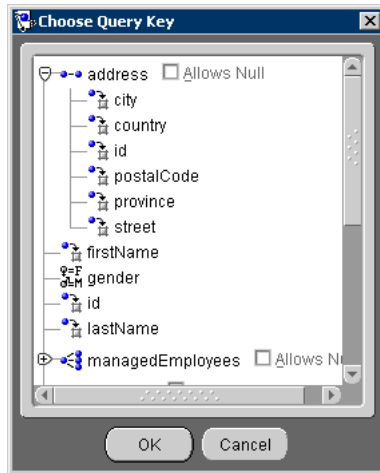 Choose Query Key
address Allows Null
city
country
id
postalCode
province
street
firstName
♀=F
♂=M gender
id
lastName
managedEmployees Allows
OK Cancel